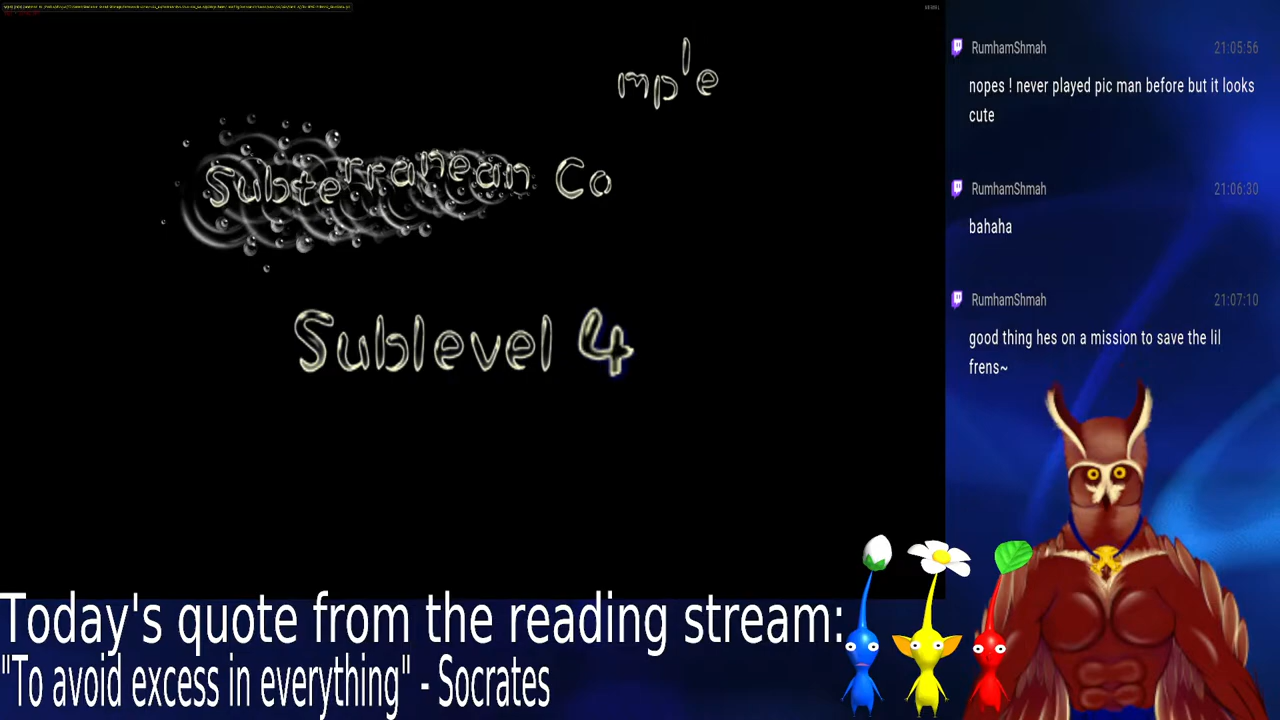 mple
Subterranean Co
Sublevel 4
RumhamShmah 21:05:56
nopes ! never played pic man before but it looks
cute
RumhamShmah 21:06:30
bahaha
RumhamShmah 21:07:10
good thing hes on a mission to save the lil
frens~
Today's quote from the reading stream:
"To avoid excess in everything" - Socrates